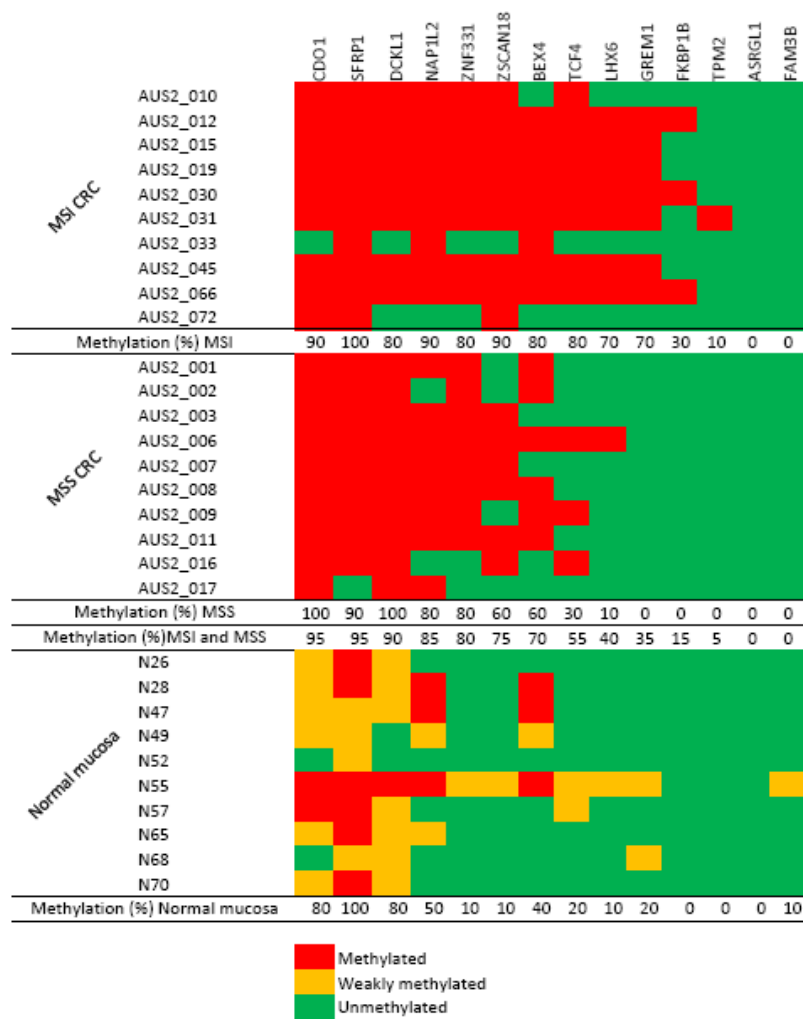 CDO1 SFRP1 DCKL1 NAP1L2 ZNF331 ZSCAN18 BEX4 TCF4 LHX6 GREM1 FKBP1B TPM2 ASRGL1 FAM3B
MSI CRC
AUS2_010
AUS2_012
AUS2_015
AUS2_019
AUS2_030
AUS2_031
AUS2_033
AUS2_045
AUS2_066
AUS2_072
Methylation (%) MSI 90 100 80 90 80 90 80 80 70 70 30 10 0 0
MSS CRC
AUS2_001
AUS2_002
AUS2_003
AUS2_006
AUS2_007
AUS2_008
AUS2_009
AUS2_011
AUS2_016
AUS2_017
Methylation (%) MSS 100 90 100 80 80 60 60 30 10 0 0 0 0 0
Methylation (%)MSI and MSS 95 95 90 85 80 75 70 55 40 35 15 5 0 0
Normal mucosa
N26
N28
N47
N49
N52
N55
N57
N65
N68
N70
Methylation (%) Normal mucosa 80 100 80 50 10 10 40 20 10 20 0 0 0 10
Methylated
Weakly methylated
Unmethylated